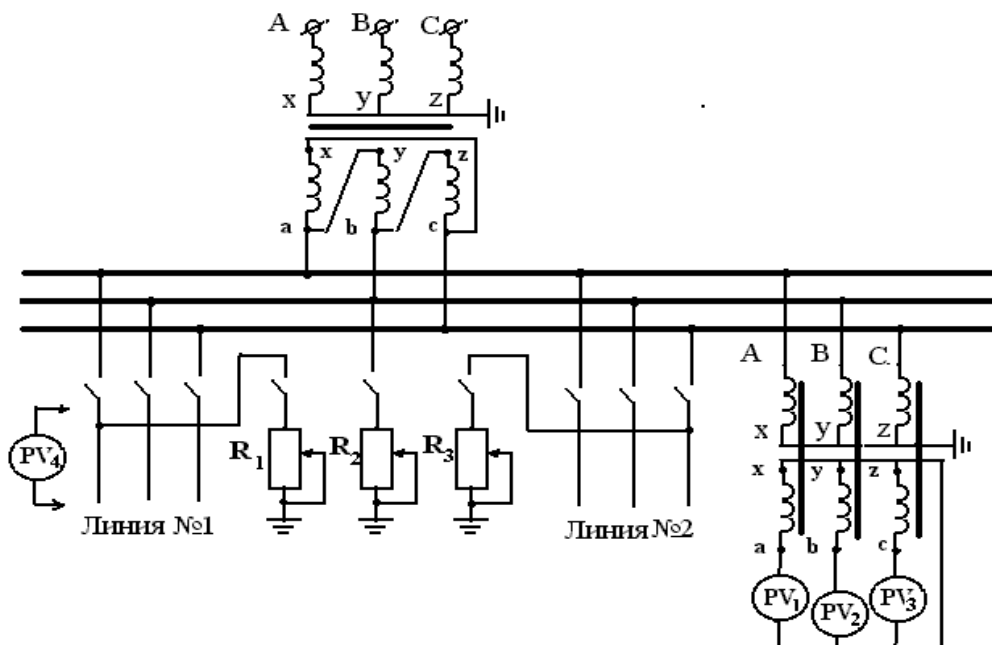 A B C
x y z
x y z
a b c
A B C
x y z
x y z
R1 R2 R3
PV4
Линия №1 Линия №2
a b c
PV1 PV2 PV3